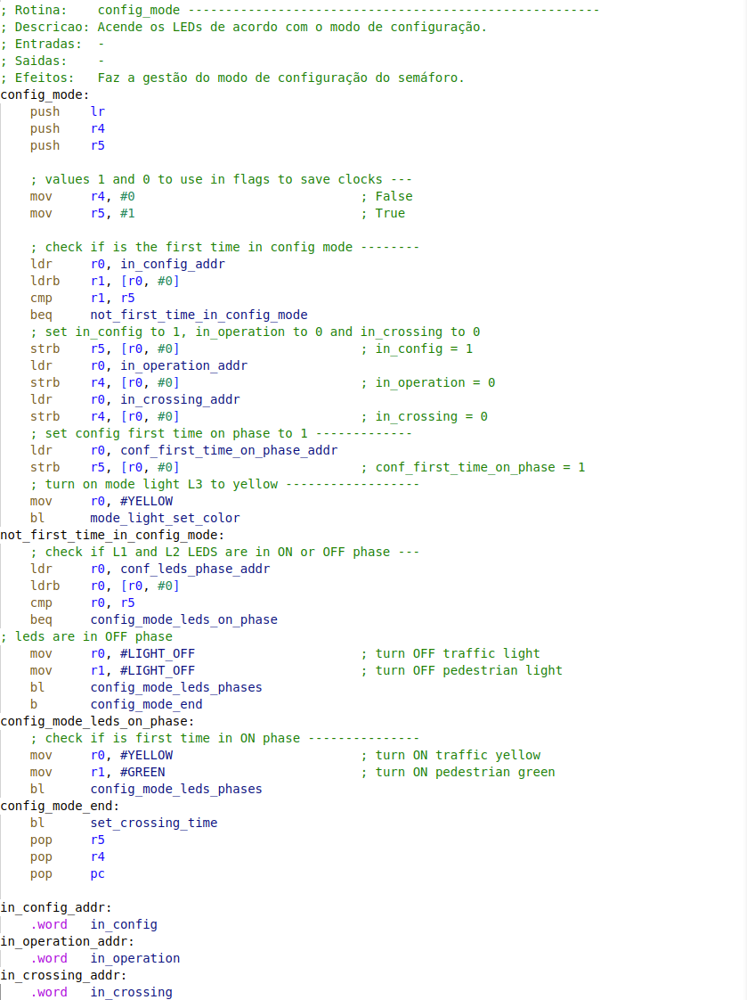 ; Rotina:    config_mode -------------------------------------------------------
; Descricao: Acende os LEDs de acordo com o modo de configuração.
; Entradas:  -
; Saidas:    -
; Efeitos:   Faz a gestão do modo de configuração do semáforo.
config_mode:
    push    lr
    push    r4
    push    r5

    ; values 1 and 0 to use in flags to save clocks ---
    mov     r4, #0                              ; False
    mov     r5, #1                              ; True

    ; check if is the first time in config mode --------
    ldr     r0, in_config_addr
    ldrb    r1, [r0, #0]
    cmp     r1, r5
    beq     not_first_time_in_config_mode
    ; set in_config to 1, in_operation to 0 and in_crossing to 0
    strb    r5, [r0, #0]                        ; in_config = 1
    ldr     r0, in_operation_addr
    strb    r4, [r0, #0]                        ; in_operation = 0
    ldr     r0, in_crossing_addr
    strb    r4, [r0, #0]                        ; in_crossing = 0
    ; set config first time on phase to 1 -------------
    ldr     r0, conf_first_time_on_phase_addr
    strb    r5, [r0, #0]                        ; conf_first_time_on_phase = 1
    ; turn on mode light L3 to yellow ------------------
    mov     r0, #YELLOW
    bl      mode_light_set_color
not_first_time_in_config_mode:
    ; check if L1 and L2 LEDS are in ON or OFF phase ---
    ldr     r0, conf_leds_phase_addr
    ldrb    r0, [r0, #0]
    cmp     r0, r5
    beq     config_mode_leds_on_phase
; leds are in OFF phase
    mov     r0, #LIGHT_OFF                      ; turn OFF traffic light
    mov     r1, #LIGHT_OFF                      ; turn OFF pedestrian light
    bl      config_mode_leds_phases
    b       config_mode_end
config_mode_leds_on_phase:
    ; check if is first time in ON phase ---------------
    mov     r0, #YELLOW                         ; turn ON traffic yellow
    mov     r1, #GREEN                          ; turn ON pedestrian green
    bl      config_mode_leds_phases
config_mode_end:
    bl      set_crossing_time
    pop     r5
    pop     r4
    pop     pc

in_config_addr:
    .word   in_config
in_operation_addr:
    .word   in_operation
in_crossing_addr:
    .word   in_crossing